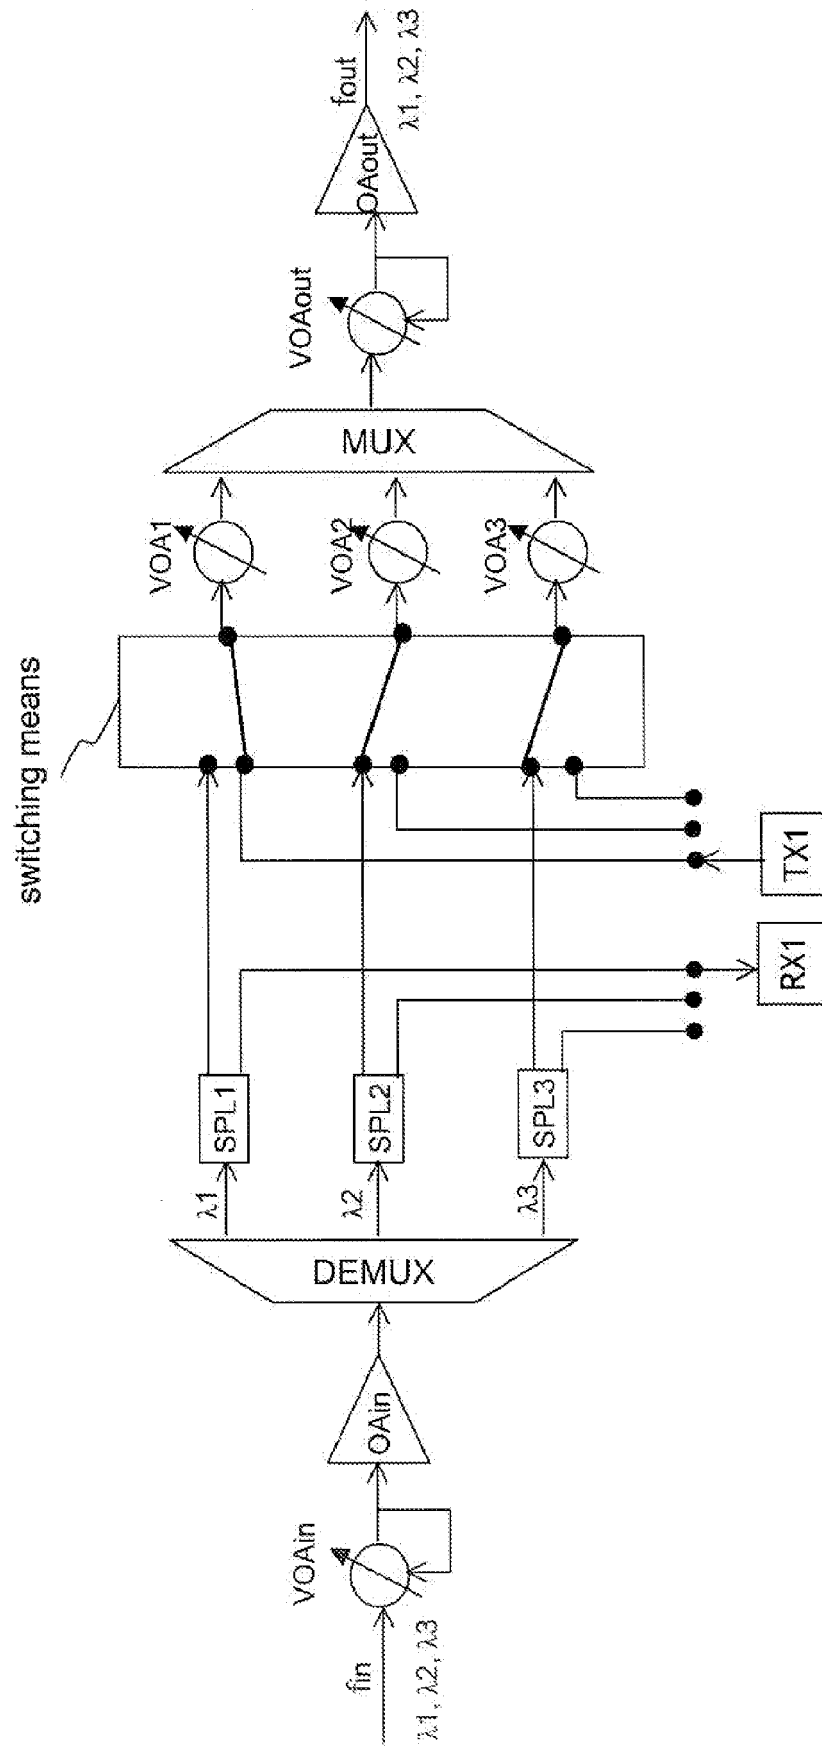 switching means
fin
λ1, λ2, λ3
VOAin
OAin
DEMUX
λ1
λ2
λ3
SPL1
SPL2
SPL3
RX1
TX1
VOA1
VOA2
VOA3
MUX
VOAout
OAout
fout
λ1, λ2, λ3